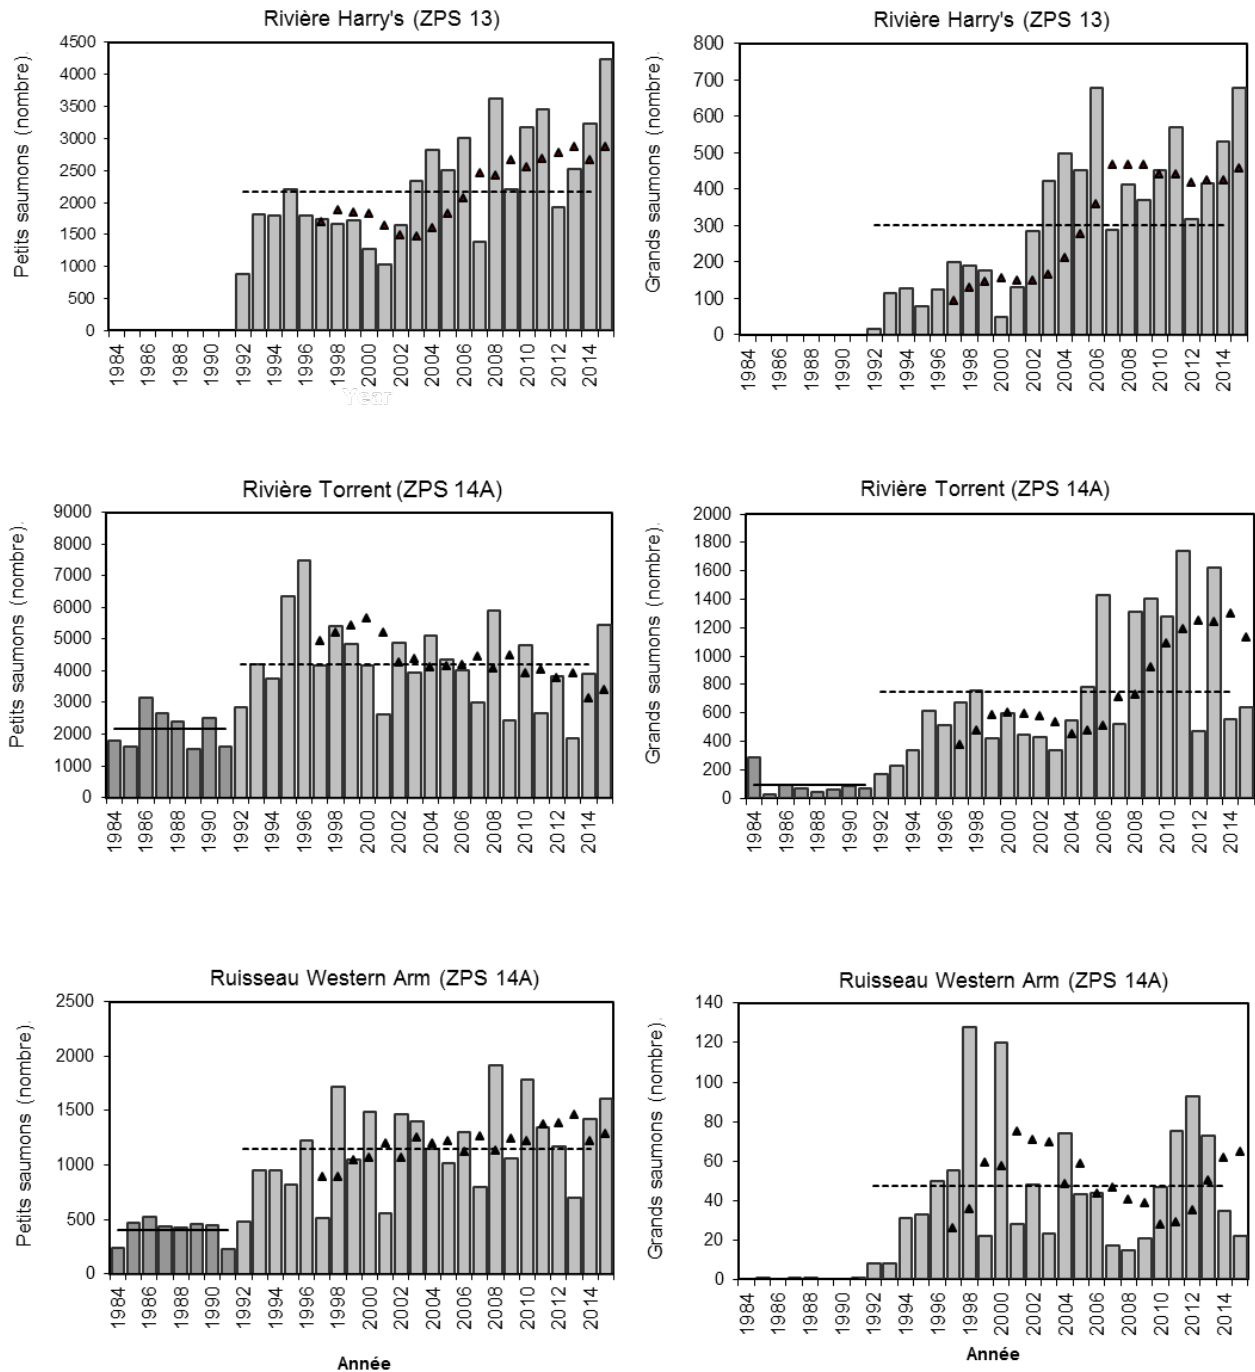 Rivière Harry's (ZPS 13)
Petits saumons (nombre).
4500
4000
3500
3000
2500
2000
1500
1000
500
0
1984 1986 1988 1990 1992 1994 1996 1998 2000 2002 2004 2006 2008 2010 2012 2014
Year
Rivière Harry's (ZPS 13)
Grands saumons (nombre).
800
700
600
500
400
300
200
100
0
1984 1986 1988 1990 1992 1994 1996 1998 2000 2002 2004 2006 2008 2010 2012 2014
Rivière Torrent (ZPS 14A)
Petits saumons (nombre).
9000
8000
7000
6000
5000
4000
3000
2000
1000
0
1984 1986 1988 1990 1992 1994 1996 1998 2000 2002 2004 2006 2008 2010 2012 2014
Rivière Torrent (ZPS 14A)
Grands saumons (nombre).
2000
1800
1600
1400
1200
1000
800
600
400
200
0
1984 1986 1988 1990 1992 1994 1996 1998 2000 2002 2004 2006 2008 2010 2012 2014
Ruisseau Western Arm (ZPS 14A)
Petits saumons (nombre).
2500
2000
1500
1000
500
0
1984 1986 1988 1990 1992 1994 1996 1998 2000 2002 2004 2006 2008 2010 2012 2014
Année
Ruisseau Western Arm (ZPS 14A)
Grands saumons (nombre).
140
120
100
80
60
40
20
0
1984 1986 1988 1990 1992 1994 1996 1998 2000 2002 2004 2006 2008 2010 2012 2014
Année